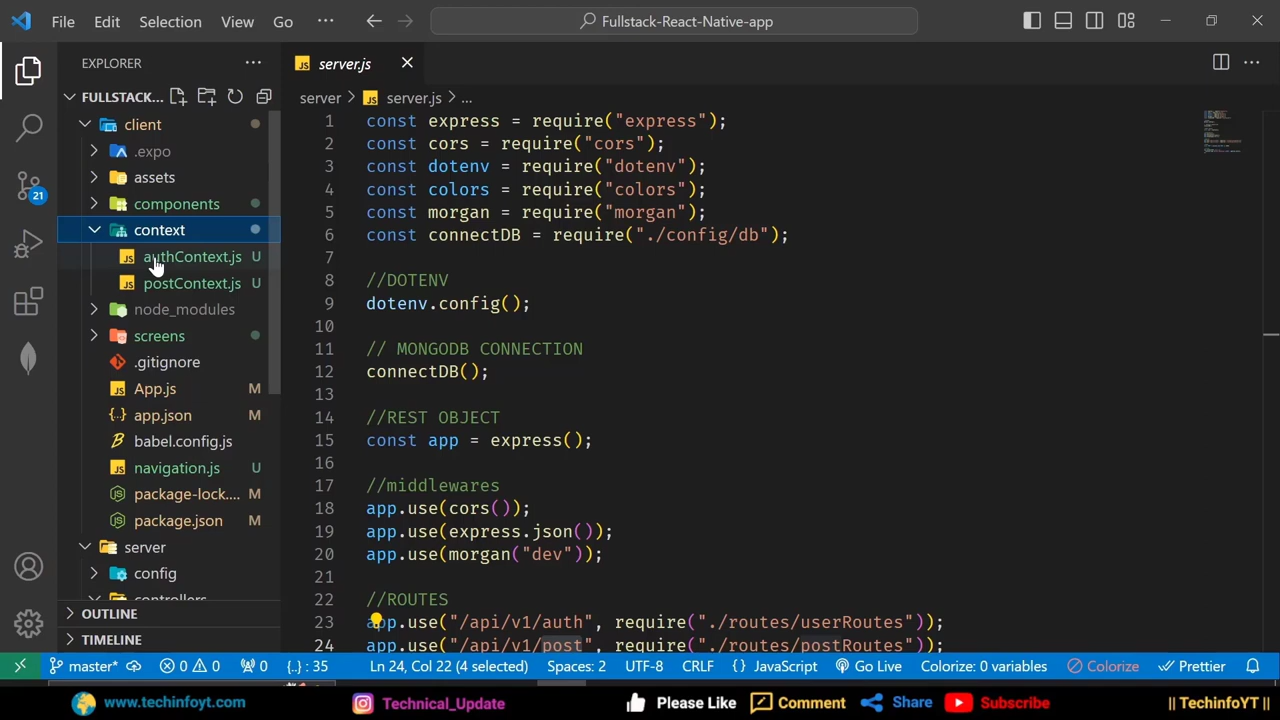 File Edit Selection View Go ··· Fullstack-React-Native-app
EXPLORER ···
FULLSTACK...
client
.expo
assets
components
context
authContext.js U
postContext.js U
node_modules
screens
.gitignore
App.js M
app.json M
babel.config.js
navigation.js U
package-lock.... M
package.json M
server
config
controllers
OUTLINE
TIMELINE
21
JS server.js
server > JS server.js > ...
1 const express = require("express");
2 const cors = require("cors");
3 const dotenv = require("dotenv");
4 const colors = require("colors");
5 const morgan = require("morgan");
6 const connectDB = require("./config/db");
7
8 //DOTENV
9 dotenv.config();
10
11 // MONGODB CONNECTION
12 connectDB();
13
14 //REST OBJECT
15 const app = express();
16
17 //middlewares
18 app.use(cors());
19 app.use(express.json());
20 app.use(morgan("dev"));
21
22 //ROUTES
23 app.use("/api/v1/auth", require("./routes/userRoutes"));
24 app.use("/api/v1/post", require("./routes/postRoutes"));
master* 0 0 0 {..} : 35 Ln 24, Col 22 (4 selected) Spaces: 2 UTF-8 CRLF {} JavaScript Go Live Colorize: 0 variables Colorize Prettier
www.techinfoyt.com Technical_Update Please Like Comment Share Subscribe || TechinfoYT ||